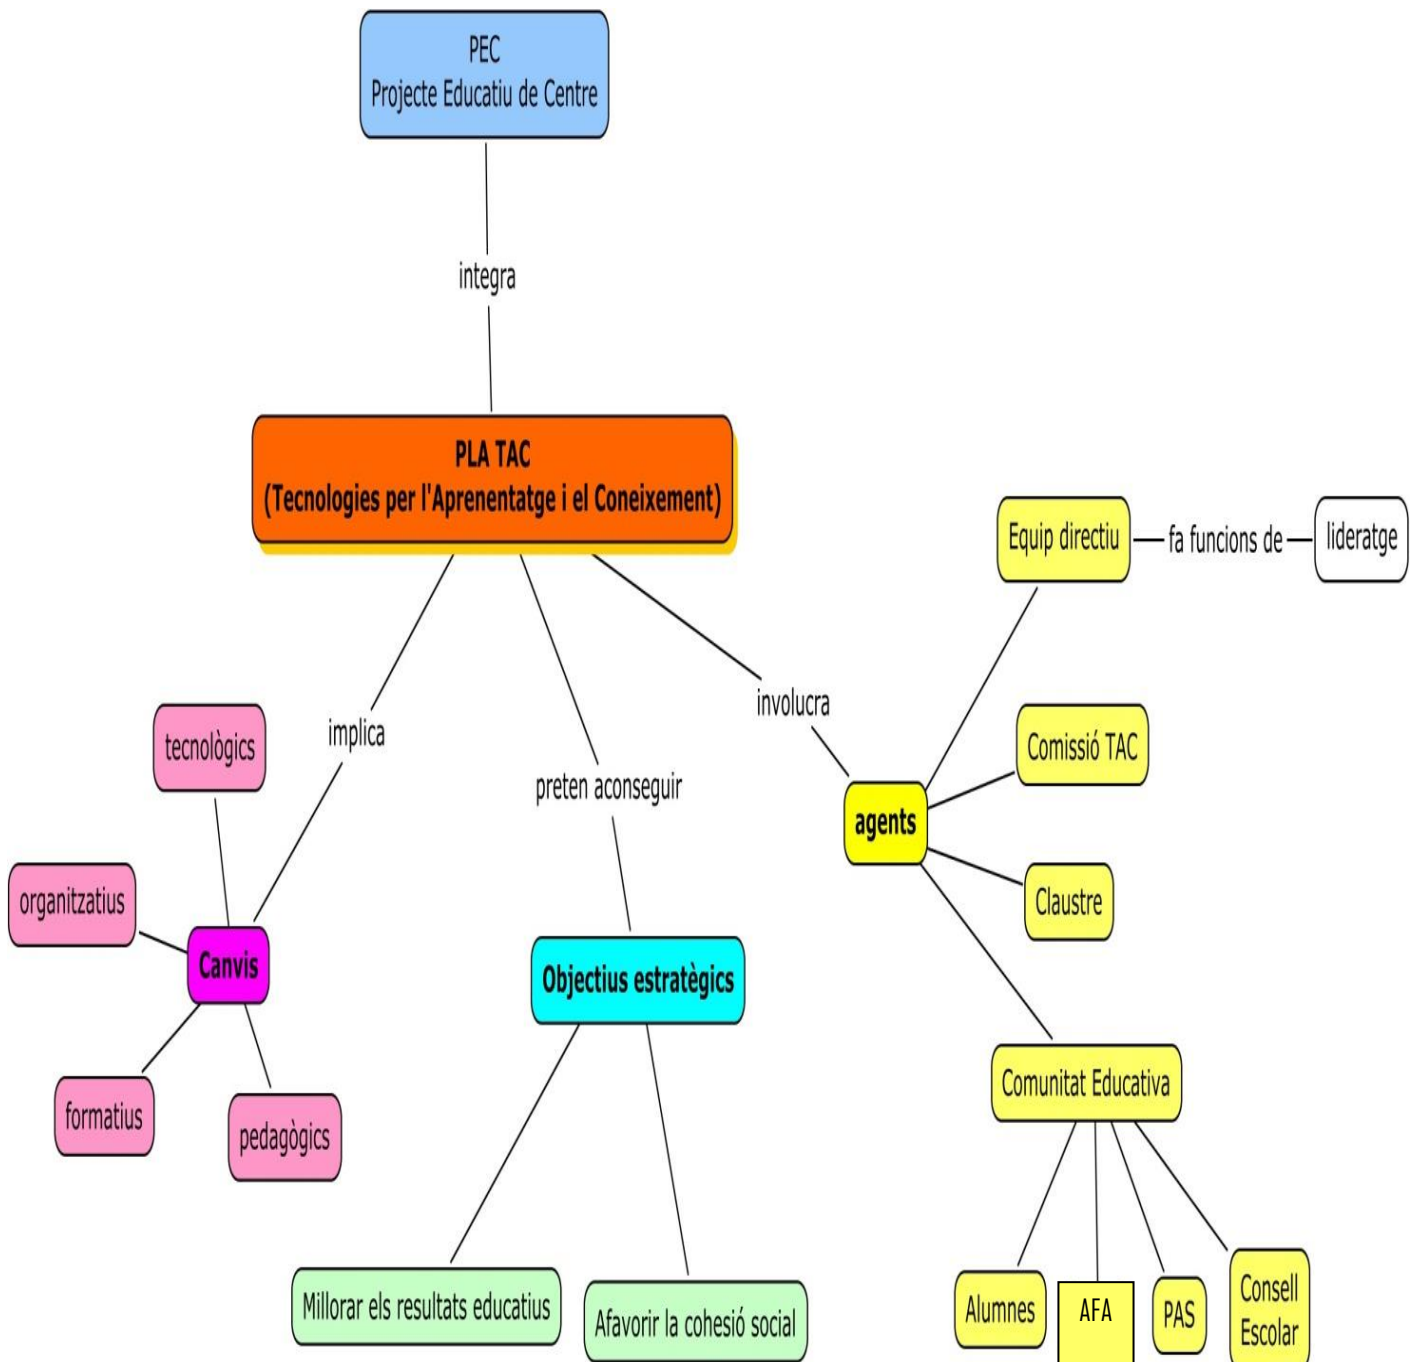 PEC
Projecte Educatiu de Centre
integra
PLA TAC
(Tecnologies per l'Aprenentatge i el Coneixement)
Equip directiu
fa funcions de
lideratge
involucra
implica
preten aconseguir
tecnològics
Comissió TAC
agents
organitzatius
Claustre
Canvis
Objectius estratègics
formatius
pedagògics
Comunitat Educativa
Millorar els resultats educatius
Afavorir la cohesió social
Alumnes
AFA
PAS
Consell
Escolar